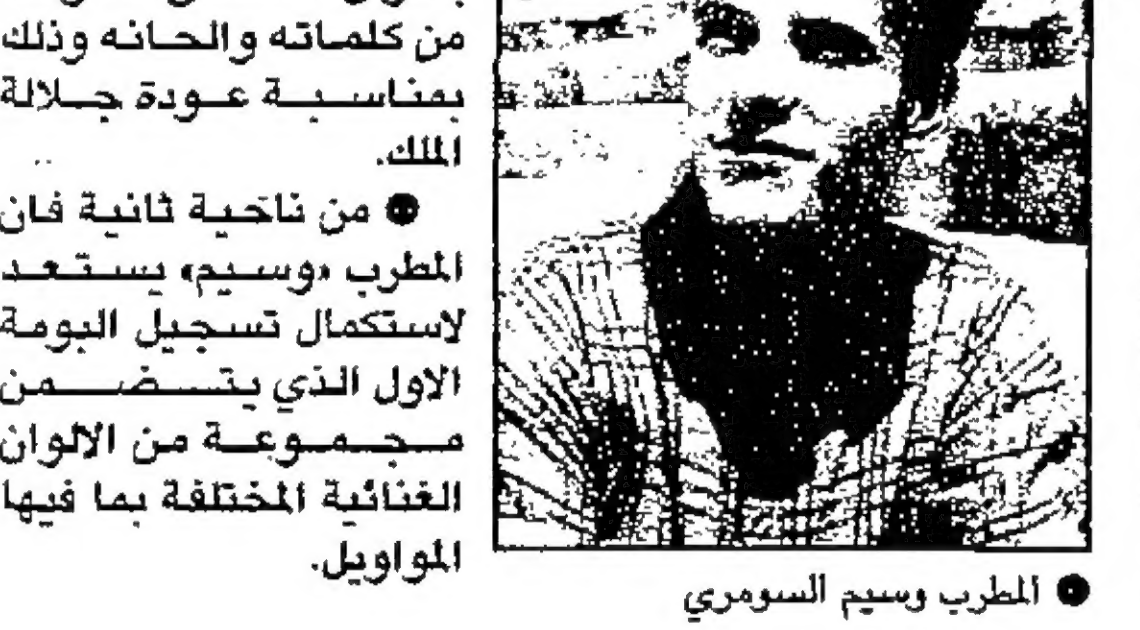 من كلماته والحانه وذلك
بمناسبة عودة جلالة
الملك.
● من ناحية ثانية فان
المطرب «وسيم» يستعد
لاستكمال تسجيل البومة
الاول الذي يتضمن
مجموعة من الالوان
الغنائية المختلفة بما فيها
المواويل.
● المطرب وسيم السومري